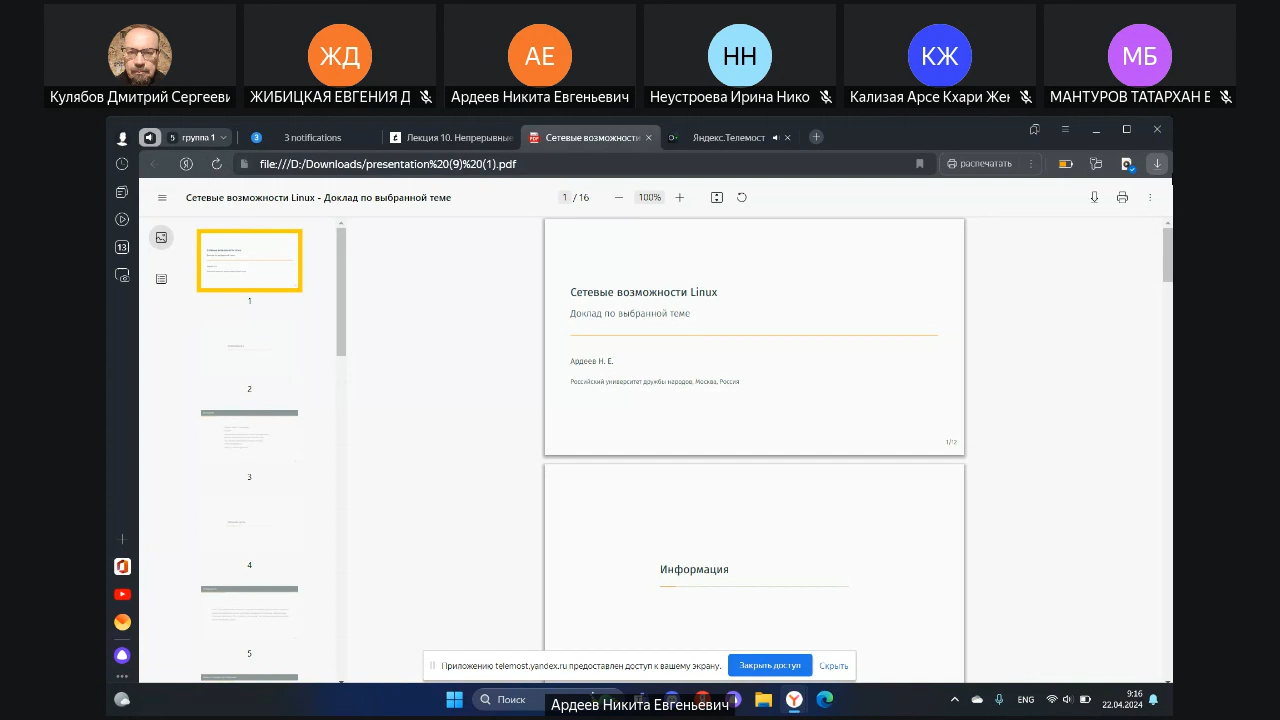 ЖД
АЕ
НН
КЖ
МБ
Кулябов Дмитрий Сергееви
ЖИБИЦКАЯ ЕВГЕНИЯ Д
Ардеев Никита Евгеньевич
Неустроева Ирина Нико
Кализая Арсе Кхари Жек
МАНТУРОВ ТАТАРХАН Б
5 группа 1
3
3 notifications
Лекция 10. Непрерывные
Сетевые возможности
Яндекс.Телемост
file:///D:/Downloads/presentation%20(9)%20(1).pdf
распечатать
Сетевые возможности Linux - Доклад по выбранной теме
1 / 16
100%
13
1
2
3
4
5
Сетевые возможности Linux
Доклад по выбранной теме
Ардеев Н. Е.
Российский университет дружбы народов, Москва, Россия
1/12
Информация
Приложению telemost.yandex.ru предоставлен доступ к вашему экрану.
Закрыть доступ
Скрыть
Поиск
ENG
9:16
22.04.2024
Ардеев Никита Евгеньевич